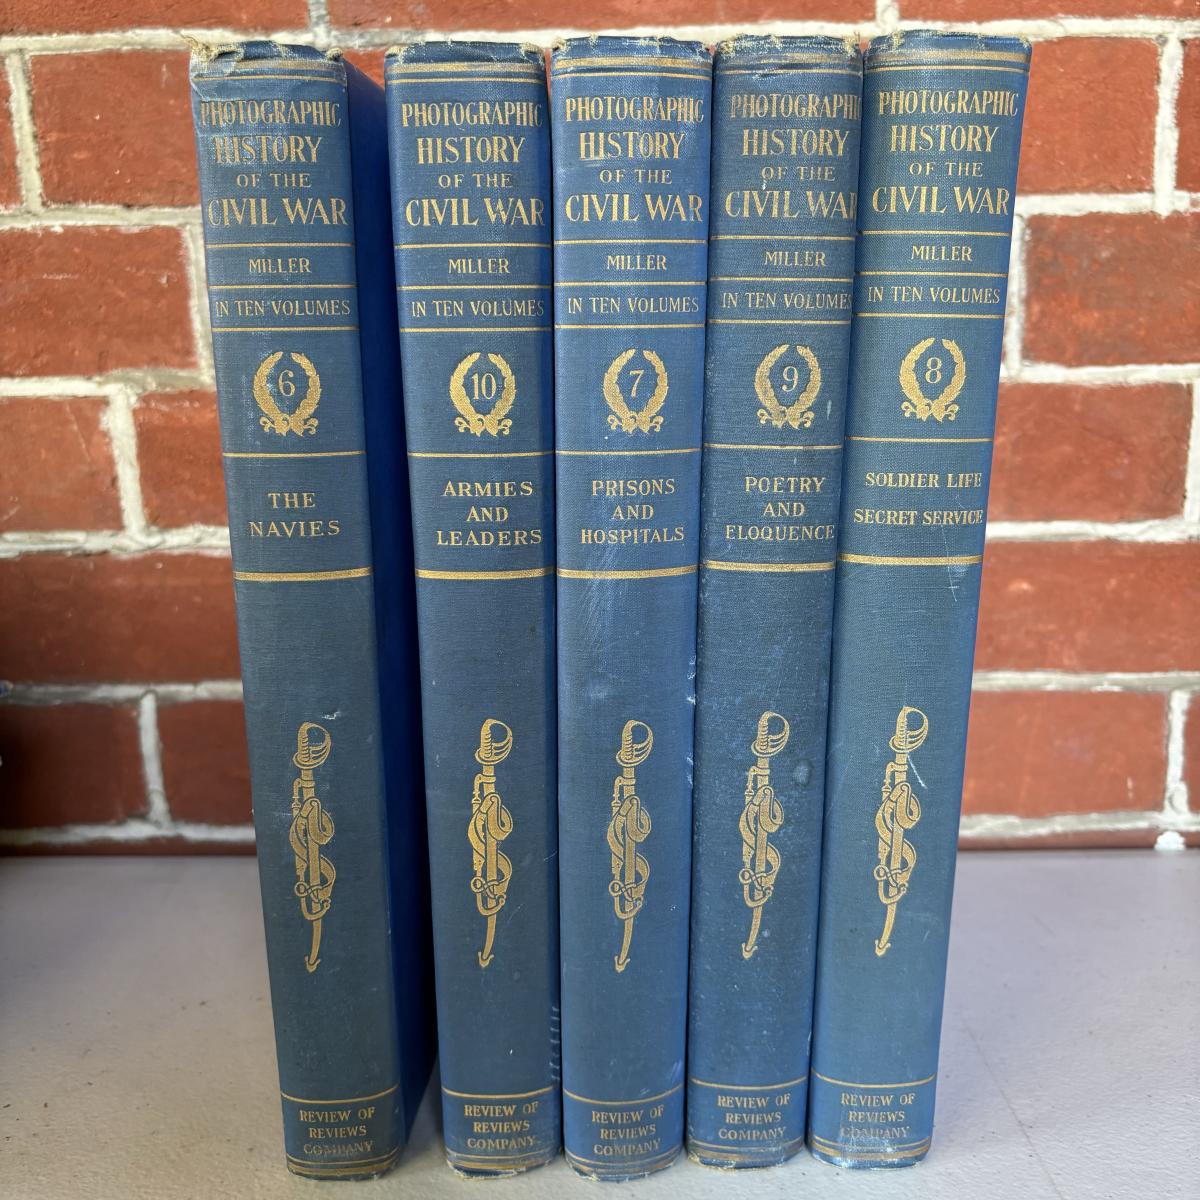 PHOTOGRAPHIC
HISTORY
OF THE
CIVIL WAR
MILLER
IN TEN VOLUMES
6
THE
NAVIES
REVIEW OF
REVIEWS
COMPANY
PHOTOGRAPHIC
HISTORY
OF THE
CIVIL WAR
MILLER
IN TEN VOLUMES
10
ARMIES
AND
LEADERS
REVIEW OF
REVIEWS
COMPANY
PHOTOGRAPHIC
HISTORY
OF THE
CIVIL WAR
MILLER
IN TEN VOLUMES
7
PRISONS
AND
HOSPITALS
REVIEW OF
REVIEWS
COMPANY
PHOTOGRAPHIC
HISTORY
OF THE
CIVIL WAR
MILLER
IN TEN VOLUMES
9
POETRY
AND
ELOQUENCE
REVIEW OF
REVIEWS
COMPANY
PHOTOGRAPHIC
HISTORY
OF THE
CIVIL WAR
MILLER
IN TEN VOLUMES
8
SOLDIER LIFE
SECRET SERVICE
REVIEW OF
REVIEWS
COMPANY